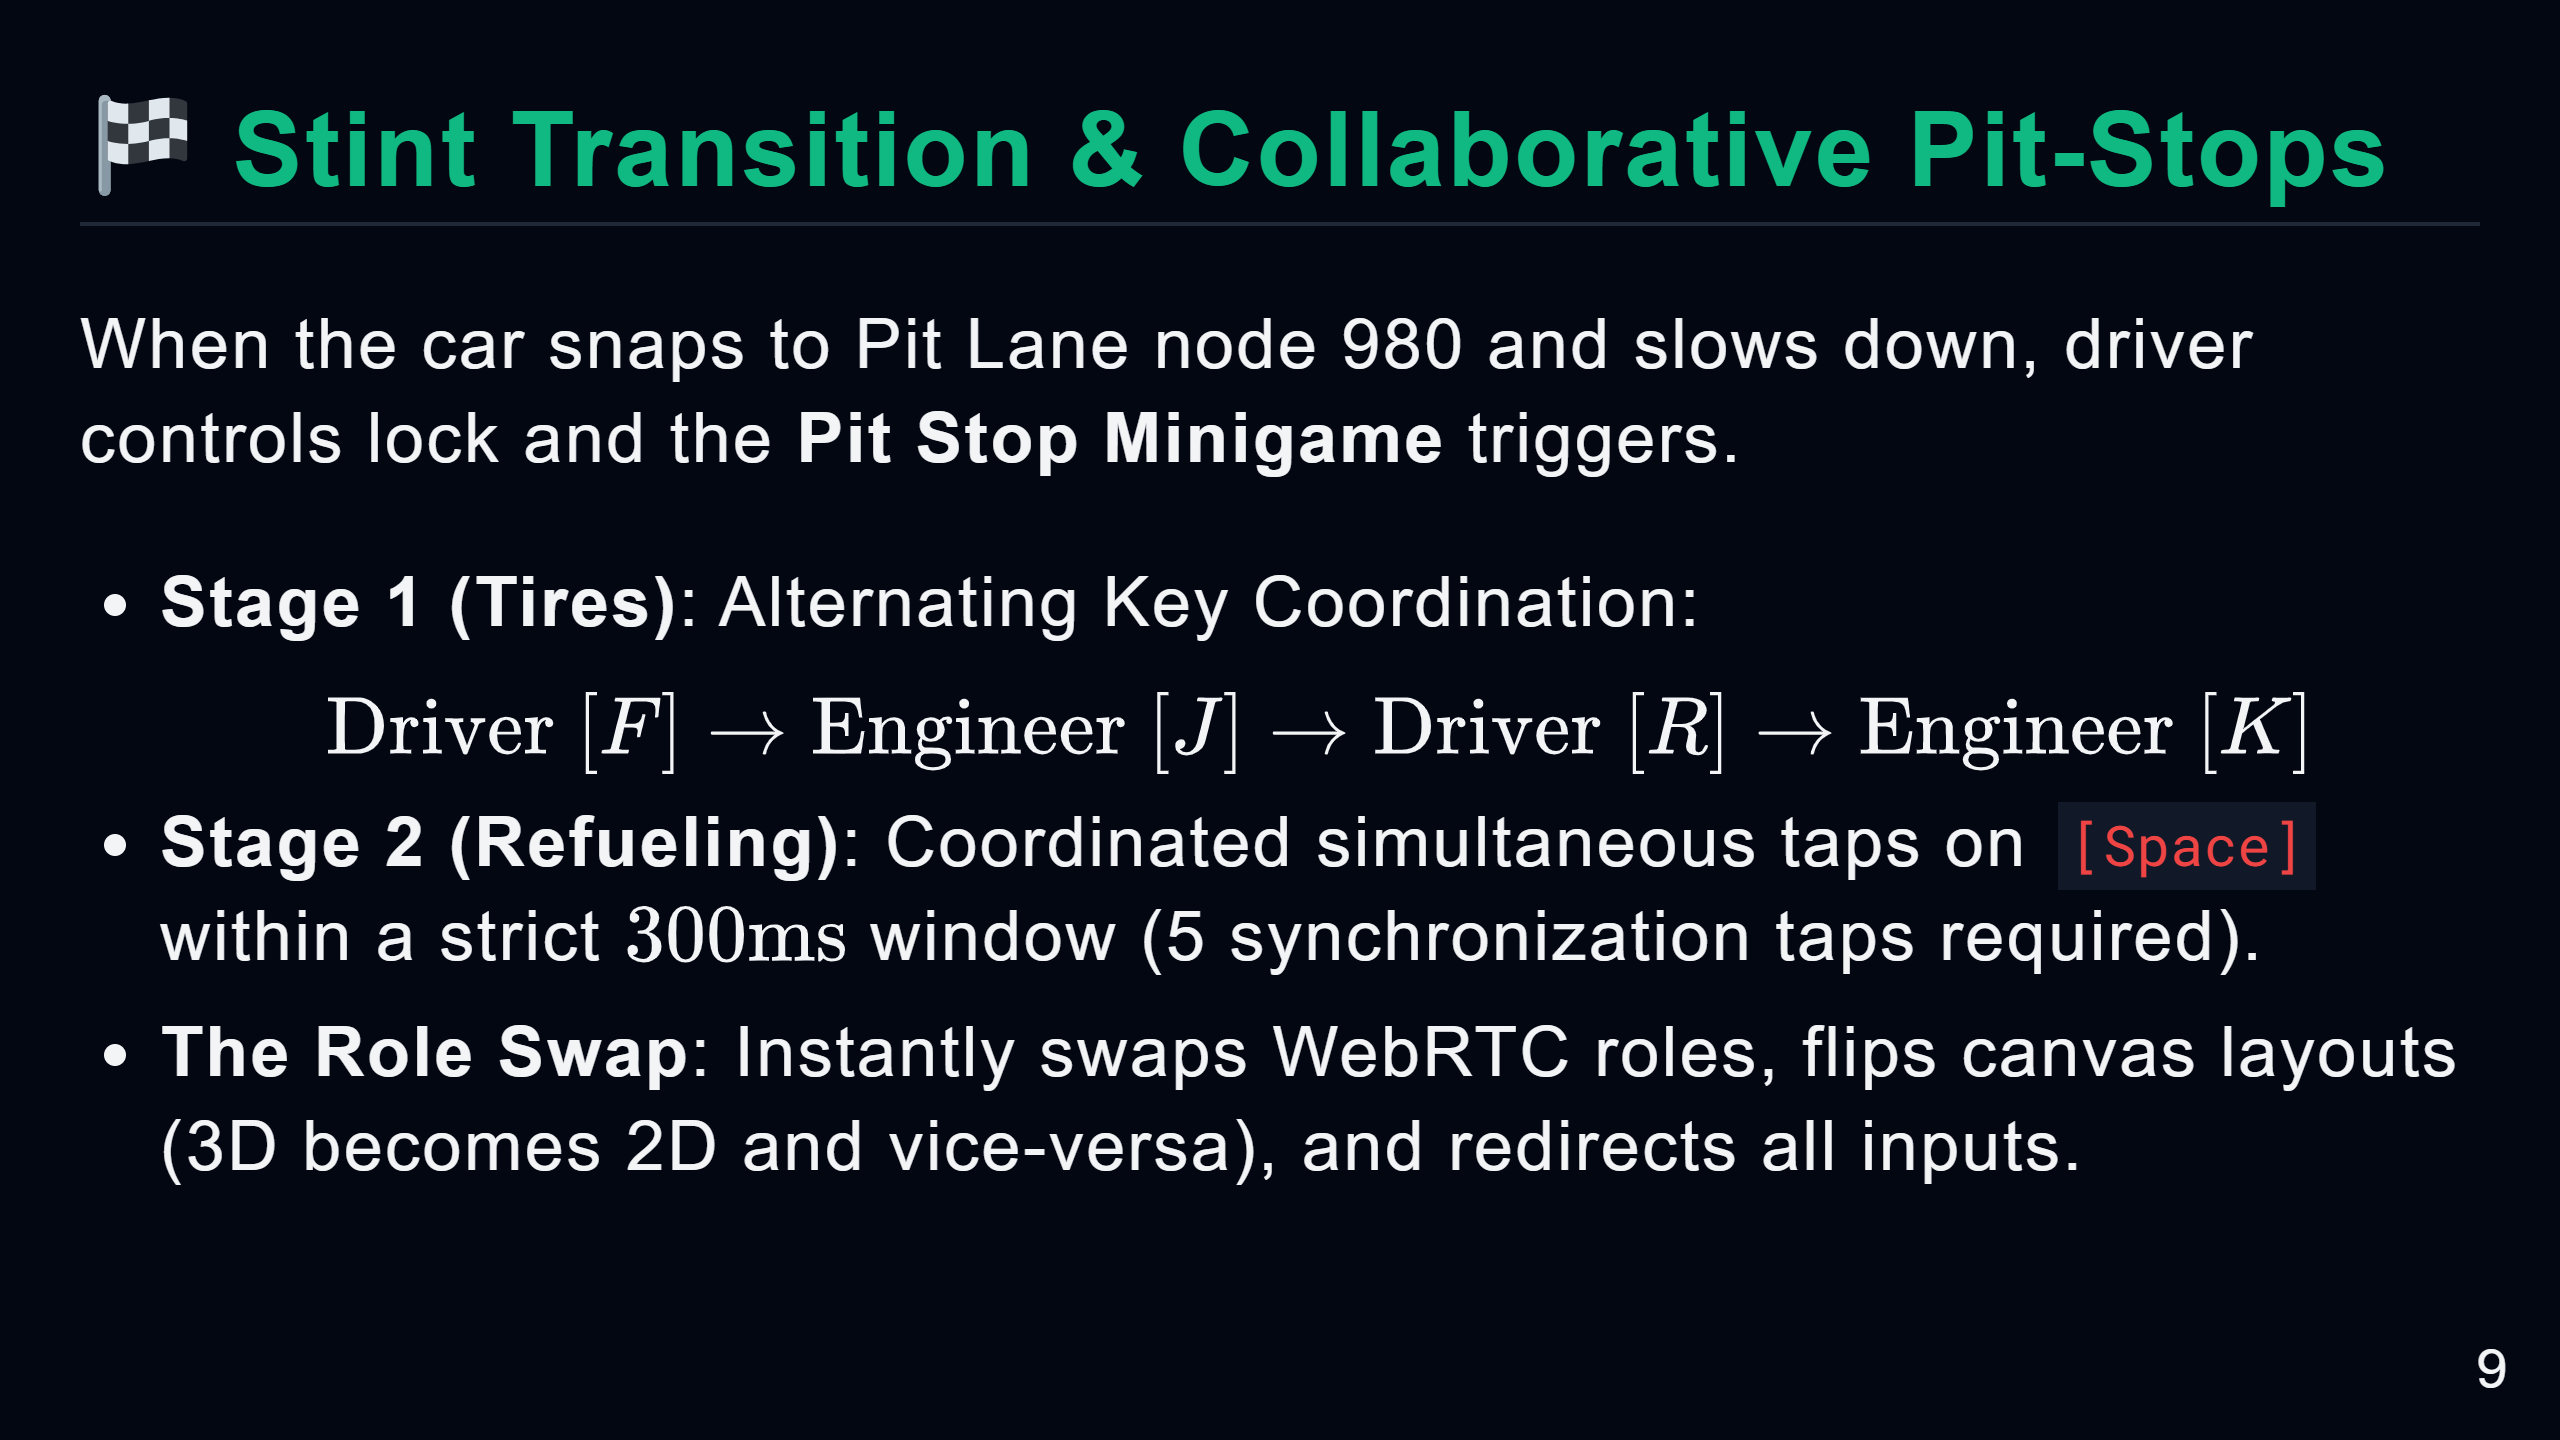 🏁 Stint Transition & Collaborative Pit-Stops
When the car snaps to Pit Lane node 980 and slows down, driver
controls lock and the Pit Stop Minigame triggers.
• Stage 1 (Tires): Alternating Key Coordination:
Driver [F] → Engineer [J] → Driver [R] → Engineer [K]
• Stage 2 (Refueling): Coordinated simultaneous taps on [Space]
within a strict 300ms window (5 synchronization taps required).
• The Role Swap: Instantly swaps WebRTC roles, flips canvas layouts
(3D becomes 2D and vice-versa), and redirects all inputs.
9